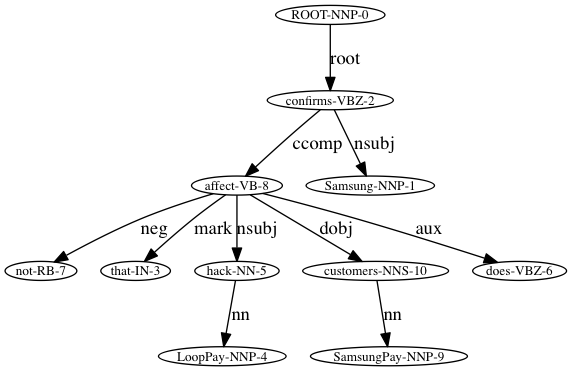 ROOT-NNP-0
root
confirms-VBZ-2
ccomp nsubj
affect-VB-8 Samsung-NNP-1
neg mark nsubj dobj aux
not-RB-7 that-IN-3 hack-NN-5 customers-NNS-10 does-VBZ-6
nn nn
LoopPay-NNP-4 SamsungPay-NNP-9